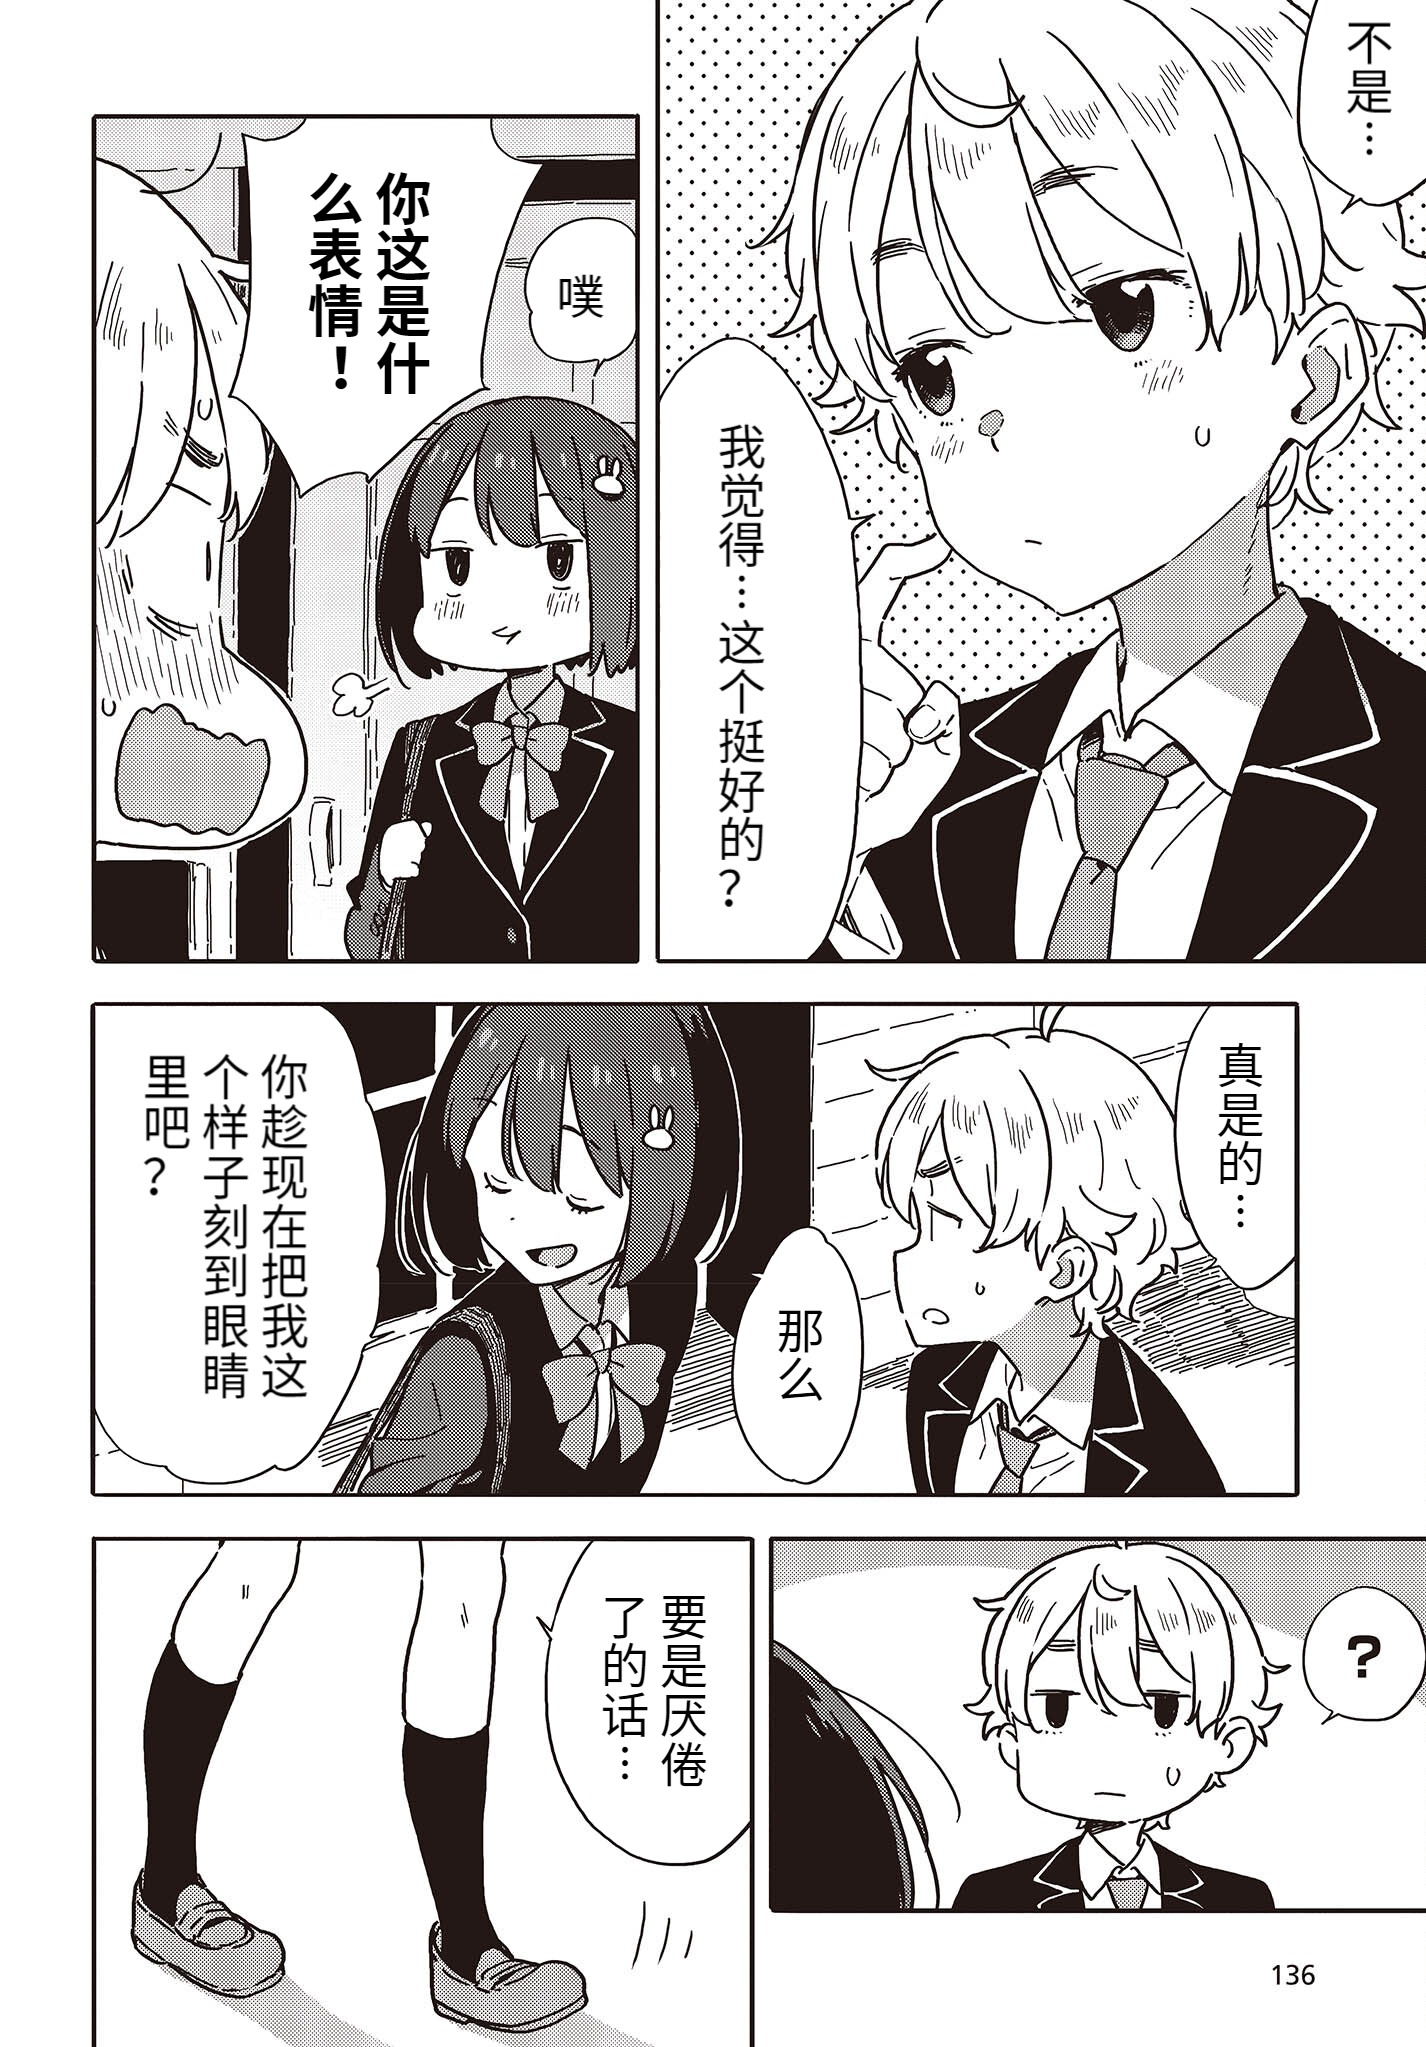 不是…
我觉得…这个挺好的？
噗
你这是什
么表情！
真是的…
那么
你趁现在把我这
个样子刻到眼睛
里吧？
？
要是厌倦
了的话…
136